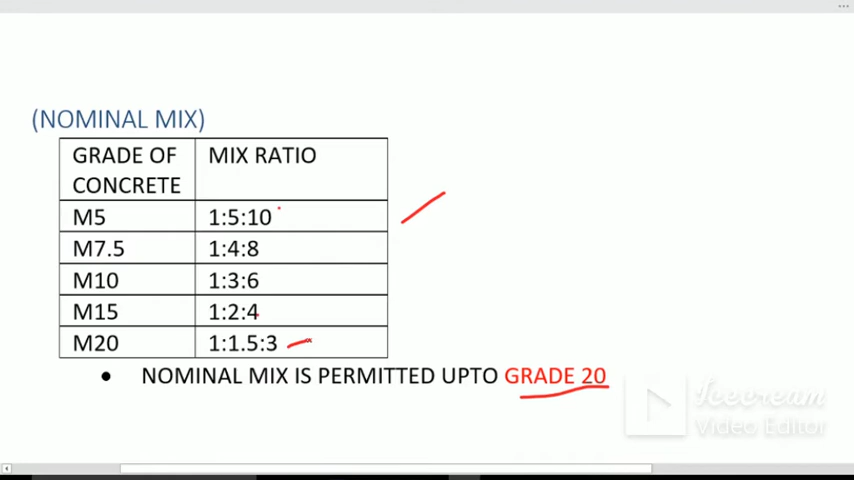 (NOMINAL MIX)
GRADE OF CONCRETE MIX RATIO
M5 1:5:10
M7.5 1:4:8
M10 1:3:6
M15 1:2:4
M20 1:1.5:3
• NOMINAL MIX IS PERMITTED UPTO GRADE 20
Icecream
Video Editor